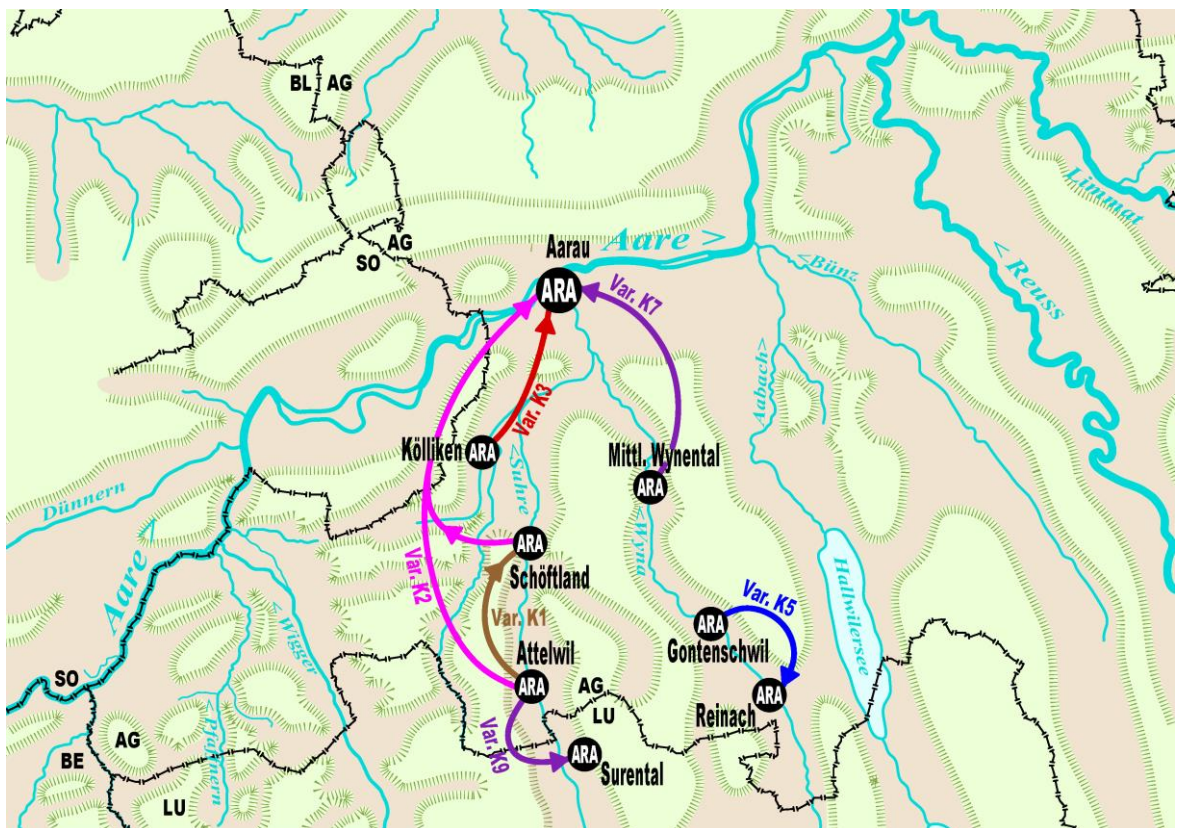 BL
AG
AG
SO
Aarau
Aare >
ARA
Var. K7
< Bünz
Limmat
< Reuss
Aabach>
Var. K3
Kölliken
ARA
<Suhre
Mittl. Wynental
ARA
<Wyna
Dünnern
Aare >
ARA
Schöftland
Var. K2
Var. K1
Attelwil
ARA
Hallwilersee
Var. K5
ARA
Gontenschwil
ARA
Reinach
< Wigger
< Pfaffnern
SO
AG
BE
LU
AG
LU
Var. K9
ARA
Surental